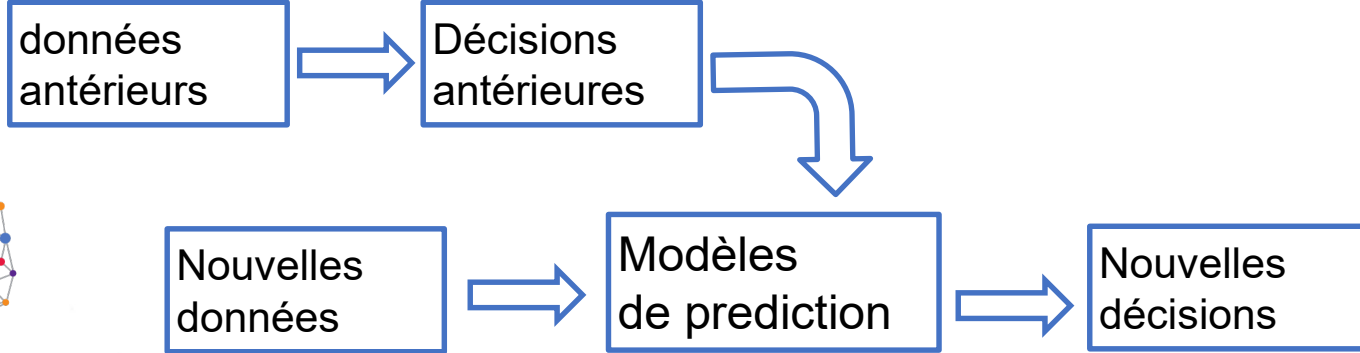 données
antérieurs
Décisions
antérieures
Nouvelles
données
Modèles
de prediction
Nouvelles
décisions